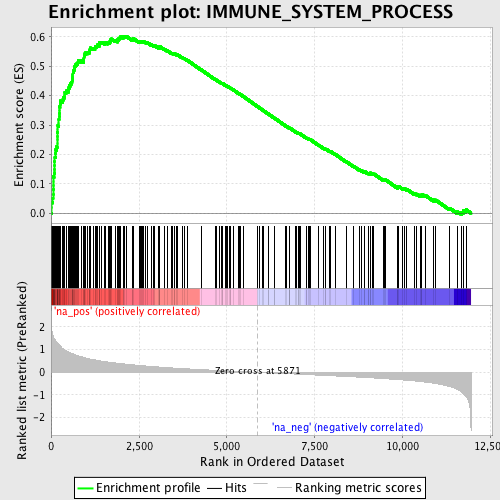 Enrichment plot: IMMUNE_SYSTEM_PROCESS
Enrichment score (ES)
0.6
0.5
0.4
0.3
0.2
0.1
0.0
Ranked list metric (PreRanked)
2
1
0
-1
-2
'na_pos' (positively correlated)
Zero cross at 5871
'na_neg' (negatively correlated)
0
2,500
5,000
7,500
10,000
12,500
Rank in Ordered Dataset
Enrichment profile
Hits
Ranking metric scores